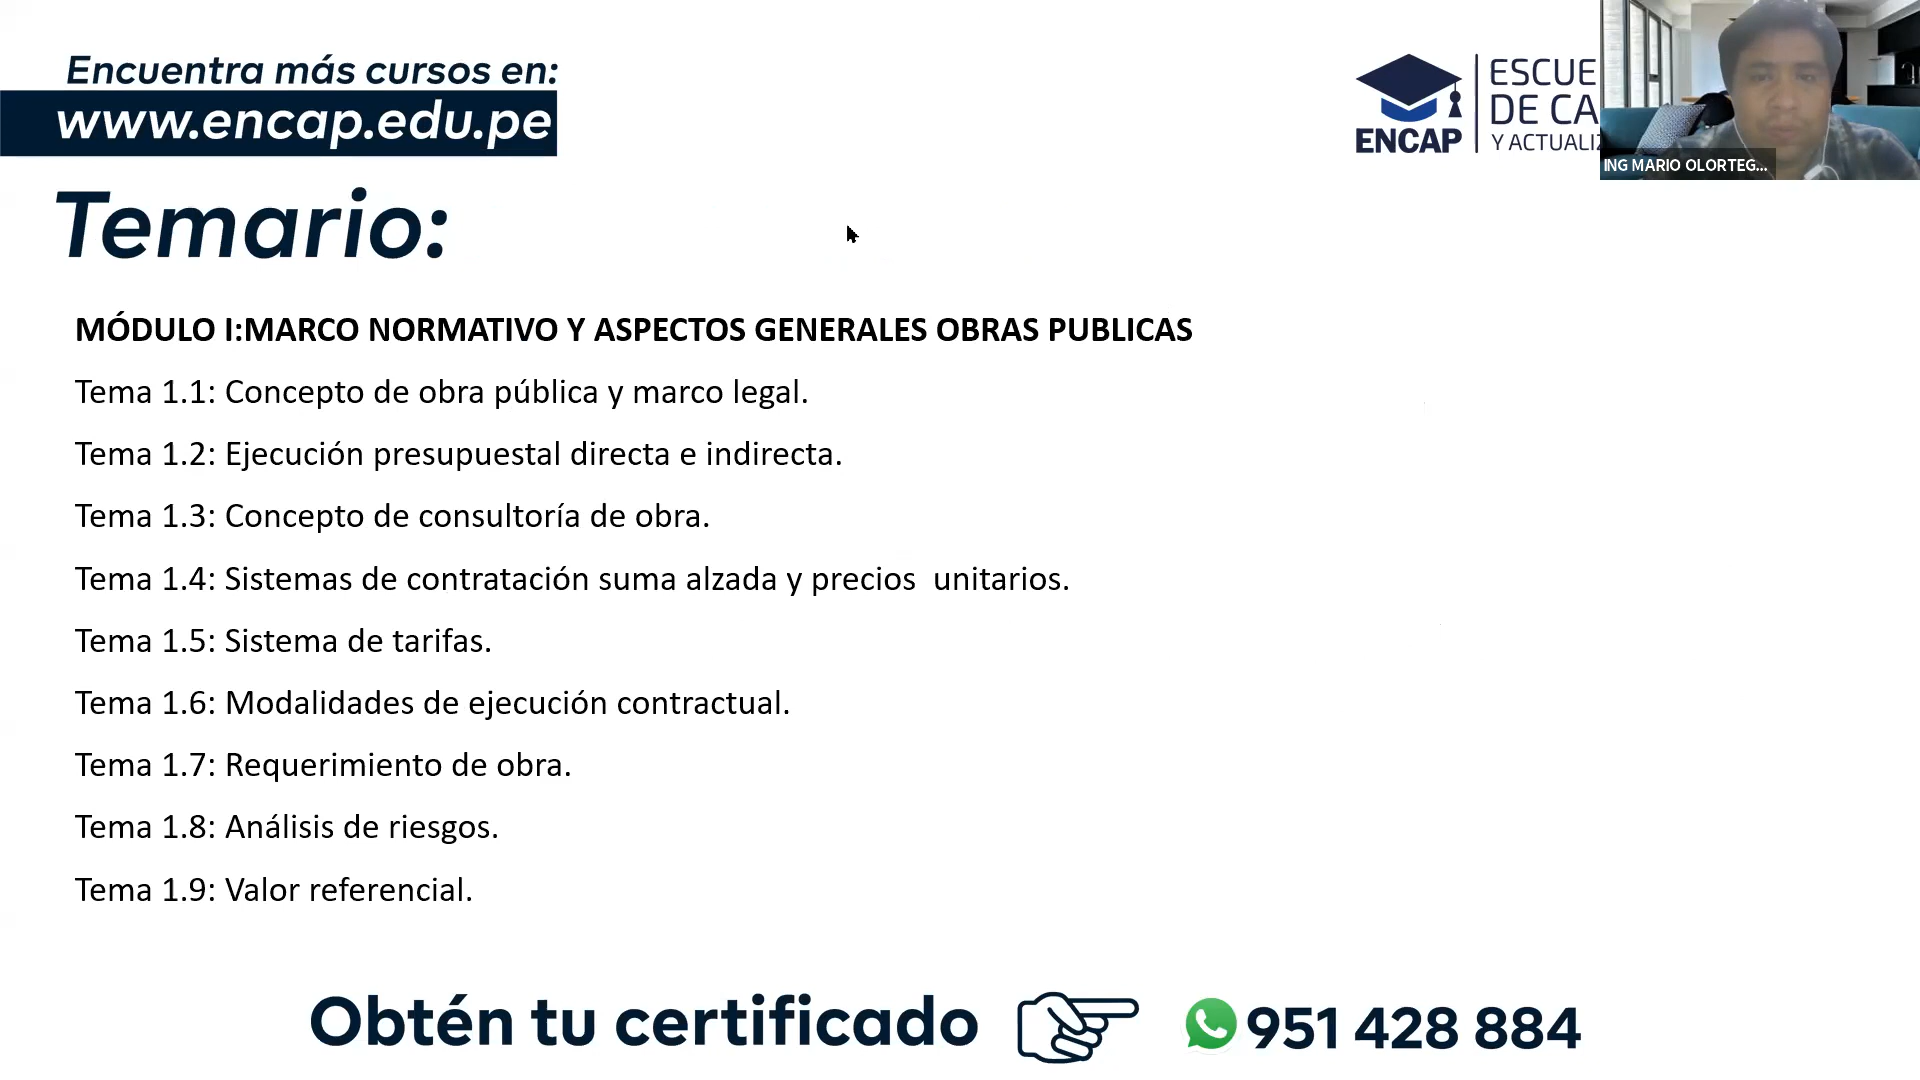 Encuentra más cursos en:
www.encap.edu.pe
ENCAP
ESCUE
DE CA
Y ACTUALIZ
ING MARIO OLORTEG...
Temario:
MÓDULO I:MARCO NORMATIVO Y ASPECTOS GENERALES OBRAS PUBLICAS
Tema 1.1: Concepto de obra pública y marco legal.
Tema 1.2: Ejecución presupuestal directa e indirecta.
Tema 1.3: Concepto de consultoría de obra.
Tema 1.4: Sistemas de contratación suma alzada y precios  unitarios.
Tema 1.5: Sistema de tarifas.
Tema 1.6: Modalidades de ejecución contractual.
Tema 1.7: Requerimiento de obra.
Tema 1.8: Análisis de riesgos.
Tema 1.9: Valor referencial.
Obtén tu certificado
951 428 884